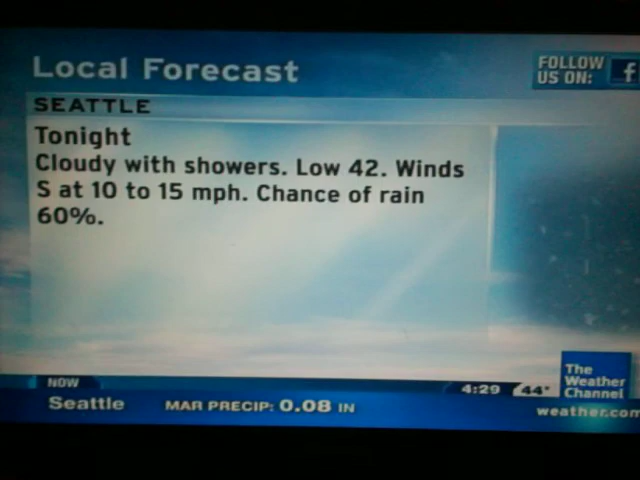 Local Forecast
FOLLOW
US ON: f
SEATTLE
Tonight
Cloudy with showers. Low 42. Winds
S at 10 to 15 mph. Chance of rain
60%.
The
Weather
Channel
NOW
4:29 44°
Seattle MAR PRECIP: 0.08 IN
weather.com